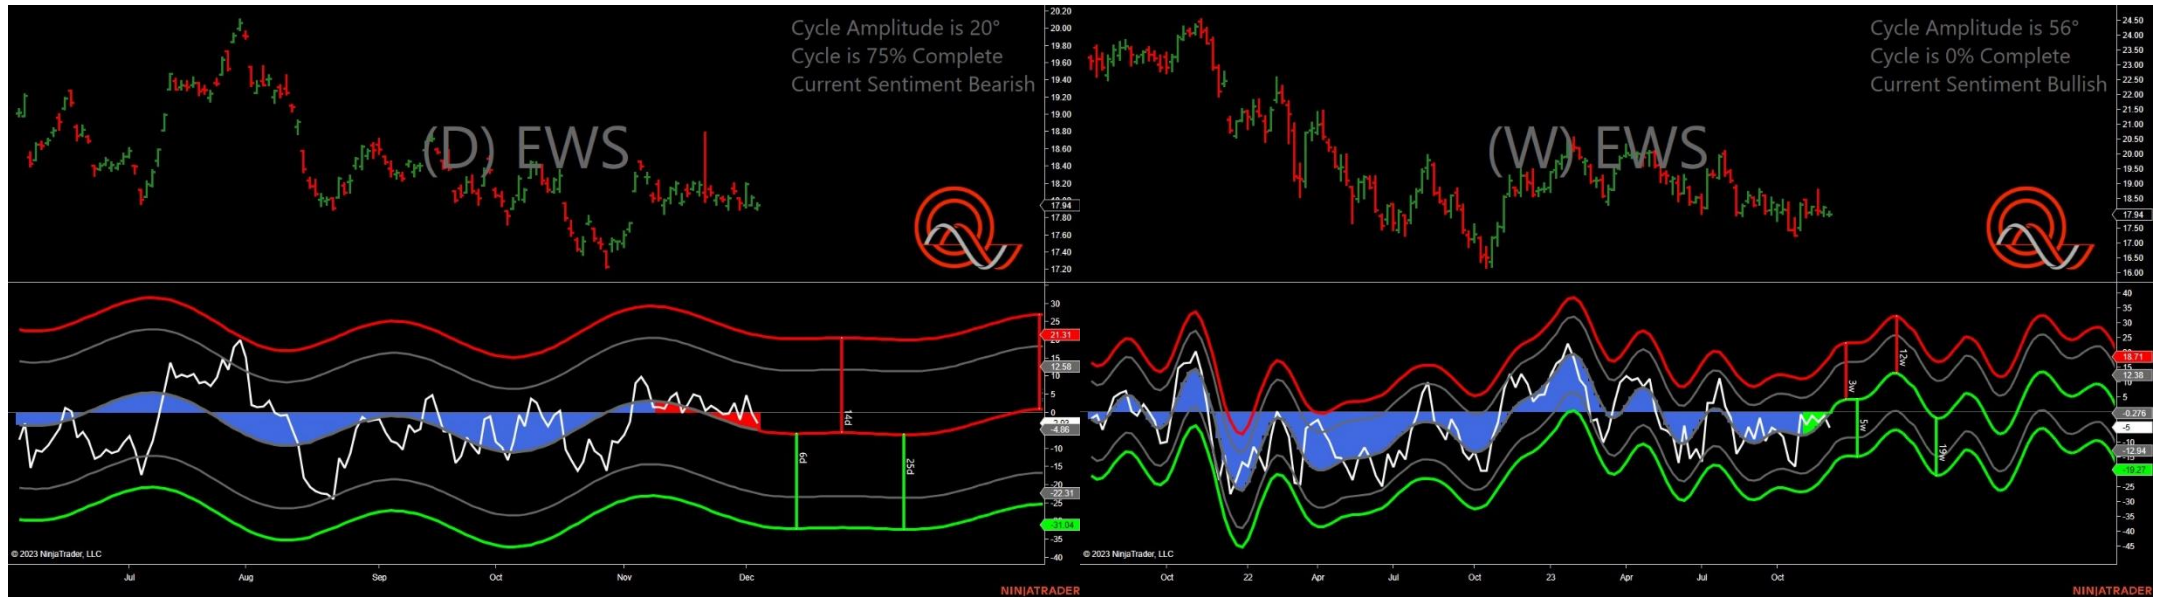 Cycle Amplitude is 20°
Cycle is 75% Complete
Current Sentiment Bearish
(D) EWS
20.20
20.00
19.80
19.60
19.40
19.20
19.00
18.80
18.60
18.40
18.20
17.94
17.80
17.60
17.40
17.20
30
25
21.31
15
12.58
10
5
0
-4.86
-10
-15
-22.31
-31.04
-35
-40
14d
6d
25d
© 2023 NinjaTrader, LLC
Jul
Aug
Sep
Oct
Nov
Dec
NINJATRADER
Cycle Amplitude is 56°
Cycle is 0% Complete
Current Sentiment Bullish
(W) EWS
24.50
24.00
23.50
23.00
22.50
22.00
21.50
21.00
20.50
20.00
19.50
19.00
18.50
17.94
17.50
17.00
16.50
16.00
40
35
30
25
18.71
12.38
5
-0.276
-5
-10
-12.94
-19.27
-25
-30
-35
-40
-45
3w
5w
12w
19w
© 2023 NinjaTrader, LLC
Oct
22
Apr
Jul
Oct
23
Apr
Jul
Oct
NINJATRADER